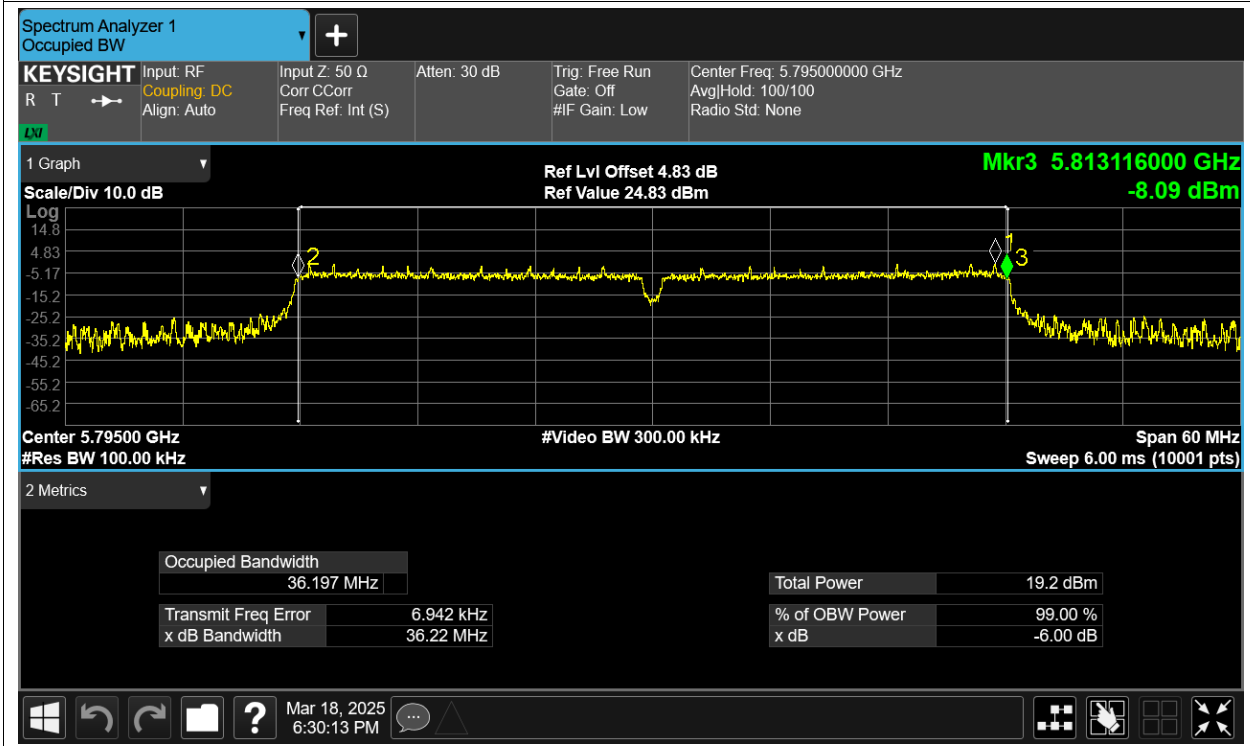 Spectrum Analyzer 1
Occupied BW
KEYSIGHT
R T
LXI
Input: RF
Coupling: DC
Align: Auto
Input Z: 50 Ω
Corr CCorr
Freq Ref: Int (S)
Atten: 30 dB
Trig: Free Run
Gate: Off
#IF Gain: Low
Center Freq: 5.795000000 GHz
Avg|Hold: 100/100
Radio Std: None
1 Graph
Scale/Div 10.0 dB
Ref Lvl Offset 4.83 dB
Ref Value 24.83 dBm
Mkr3 5.813116000 GHz
-8.09 dBm
Log
14.8
4.83
-5.17
-15.2
-25.2
-35.2
-45.2
-55.2
-65.2
2
1
3
Center 5.79500 GHz
#Video BW 300.00 kHz
Span 60 MHz
#Res BW 100.00 kHz
Sweep 6.00 ms (10001 pts)
2 Metrics
Occupied Bandwidth
36.197 MHz
Transmit Freq Error 6.942 kHz
x dB Bandwidth 36.22 MHz
Total Power 19.2 dBm
% of OBW Power 99.00 %
x dB -6.00 dB
?
Mar 18, 2025
6:30:13 PM